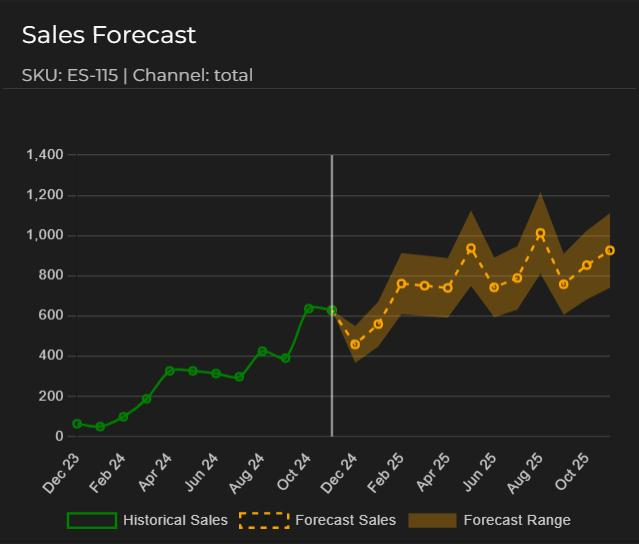 Sales Forecast
SKU: ES-115 | Channel: total
1,400
1,200
1,000
800
600
400
200
0
Dec 23
Feb 24
Apr 24
Jun 24
Aug 24
Oct 24
Dec 24
Feb 25
Apr 25
Jun 25
Aug 25
Oct 25
Historical Sales
Forecast Sales
Forecast Range